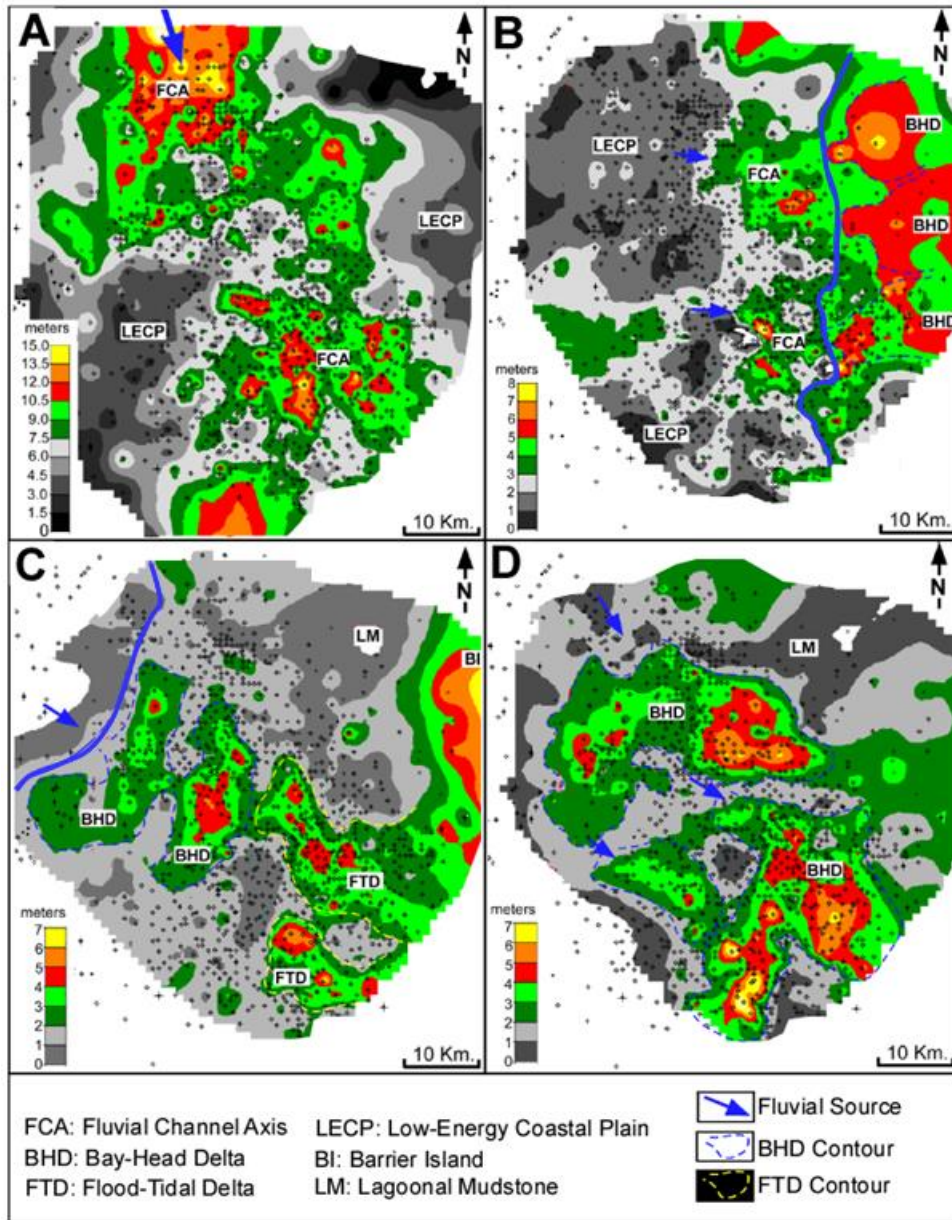 A
N
FCA
LECP
LECP
FCA
meters
15.0
13.5
12.0
10.5
9.0
7.5
6.0
4.5
3.0
1.5
0
10 Km.
B
N
BHD
LECP
FCA
BHD
BHD
FCA
LECP
meters
8
7
6
5
4
3
2
1
0
10 Km.
C
N
LM
BI
BHD
BHD
FTD
FTD
meters
7
6
5
4
3
2
1
0
10 Km.
D
N
LM
BHD
BHD
meters
7
6
5
4
3
2
1
0
10 Km.
FCA: Fluvial Channel Axis
BHD: Bay-Head Delta
FTD: Flood-Tidal Delta
LECP: Low-Energy Coastal Plain
BI: Barrier Island
LM: Lagoonal Mudstone
Fluvial Source
BHD Contour
FTD Contour